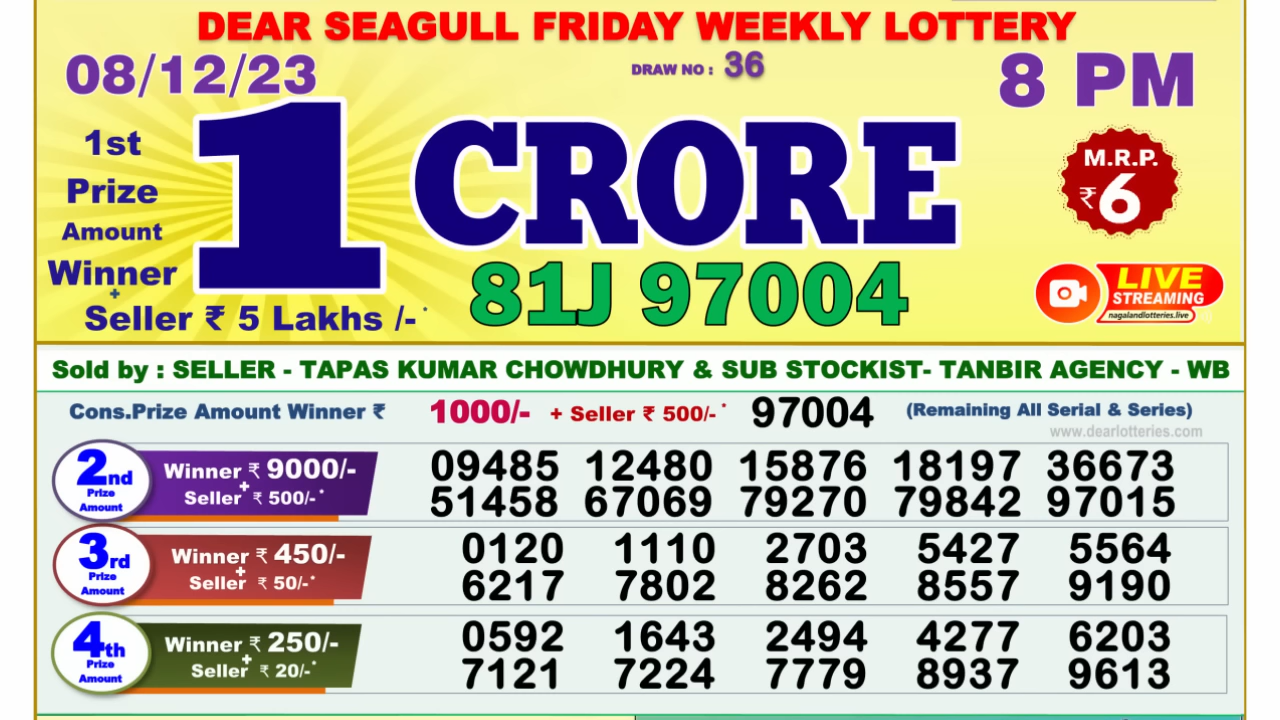 DEAR SEAGULL FRIDAY WEEKLY LOTTERY
08/12/23 DRAW NO : 36 8 PM
1st
Prize
Amount
Winner
+
Seller ₹ 5 Lakhs /-*
1 CRORE
81J 97004
M.R.P.
₹6
LIVE
STREAMING
nagalandlotteries.live
Sold by : SELLER - TAPAS KUMAR CHOWDHURY & SUB STOCKIST- TANBIR AGENCY - WB
Cons.Prize Amount Winner ₹ 1000/- + Seller ₹ 500/-* 97004 (Remaining All Serial & Series)
www.dearlotteries.com
2nd
Prize
Amount
Winner ₹ 9000/-
+
Seller ₹ 500/-*
09485 12480 15876 18197 36673
51458 67069 79270 79842 97015
3rd
Prize
Amount
Winner ₹ 450/-
+
Seller ₹ 50/-*
0120 1110 2703 5427 5564
6217 7802 8262 8557 9190
4th
Prize
Amount
Winner ₹ 250/-
+
Seller ₹ 20/-*
0592 1643 2494 4277 6203
7121 7224 7779 8937 9613